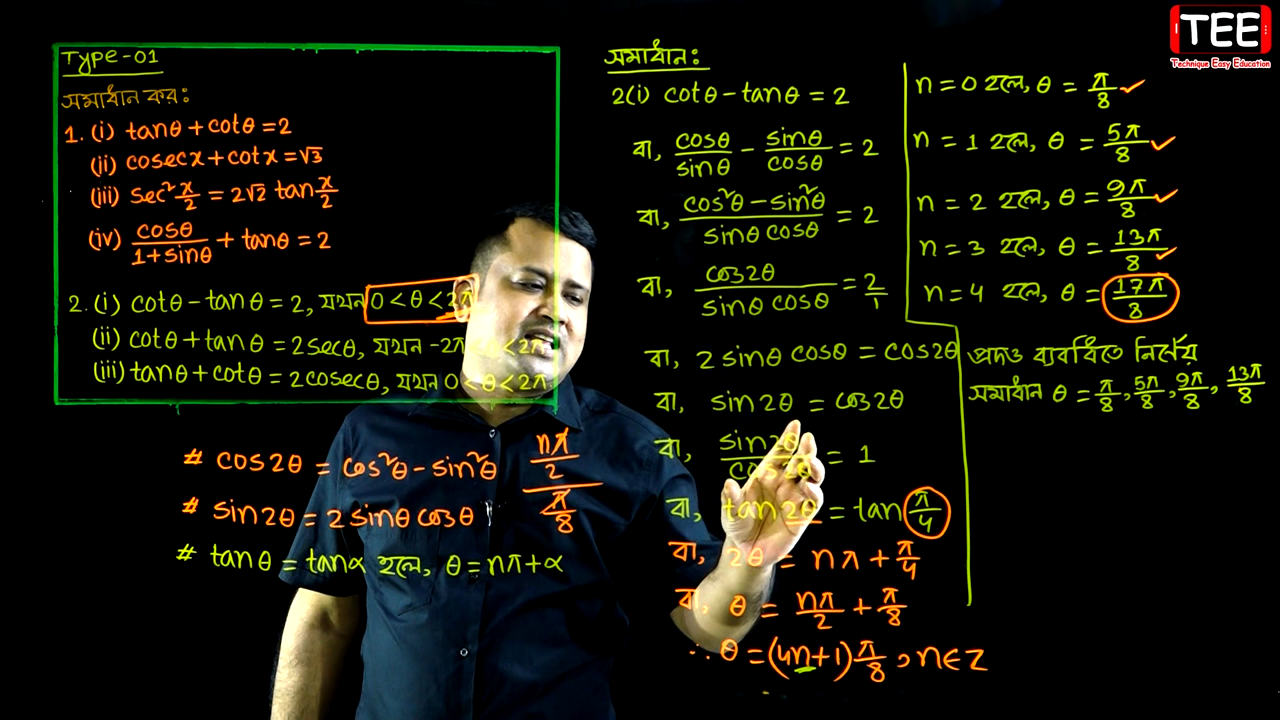 TEE
Technique Easy Education
Type-01
সমাধান কর:
1. (i) tanθ + cotθ = 2
(ii) cosecx + cotx = √3
(iii) sec²x/2 = 2√2 tan x/2
(iv) cosθ/1+sinθ + tanθ = 2
2. (i) cotθ - tanθ = 2, যখন 0 < θ < 2π
(ii) cotθ + tanθ = 2secθ, যখন -2π < 2π
(iii) tanθ + cotθ = 2cosecθ, যখন 0 < θ < 2π
# cos2θ = cos²θ - sin²θ
# sin2θ = 2 sinθ cosθ
# tanθ = tanα হলে, θ = nπ + α
nπ/2
π/8
সমাধান:
2(i) cotθ - tanθ = 2
বা, cosθ/sinθ - sinθ/cosθ = 2
বা, cos²θ - sin²θ/sinθ cosθ = 2
বা, cos2θ/sinθ cosθ = 2/1
বা, 2 sinθ cosθ = cos2θ
বা, sin2θ = cos2θ
বা, sin2θ/cos2θ = 1
বা, tan2θ = tan π/4
বা, 2θ = nπ + π/4
বা, θ = nπ/2 + π/8
∴ θ = (4n+1) π/8, n∈Z
n = 0 হলে, θ = π/8 ✓
n = 1 হলে, θ = 5π/8 ✓
n = 2 হলে, θ = 9π/8 ✓
n = 3 হলে, θ = 13π/8 ✓
n = 4 হলে, θ = 17π/8
প্রদত্ত ব্যবধিতে নির্ণেয়
সমাধান θ = π/8, 5π/8, 9π/8, 13π/8